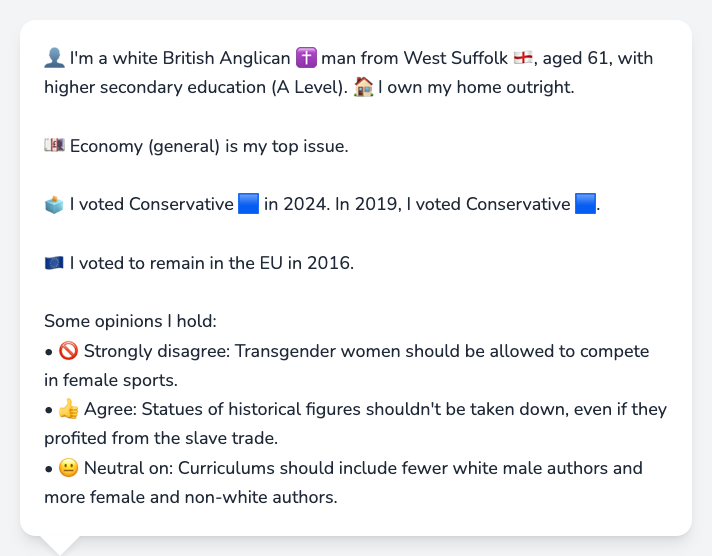 👤 I'm a white British Anglican ✝️ man from West Suffolk 🏴󠁧󠁢󠁥󠁮󠁧󠁿, aged 61, with
higher secondary education (A Level). 🏠 I own my home outright.
💷 Economy (general) is my top issue.
🗳️ I voted Conservative 🟦 in 2024. In 2019, I voted Conservative 🟦.
🇪🇺 I voted to remain in the EU in 2016.
Some opinions I hold:
• 🚫 Strongly disagree: Transgender women should be allowed to compete
in female sports.
• 👍 Agree: Statues of historical figures shouldn't be taken down, even if they
profited from the slave trade.
• 😐 Neutral on: Curriculums should include fewer white male authors and
more female and non-white authors.